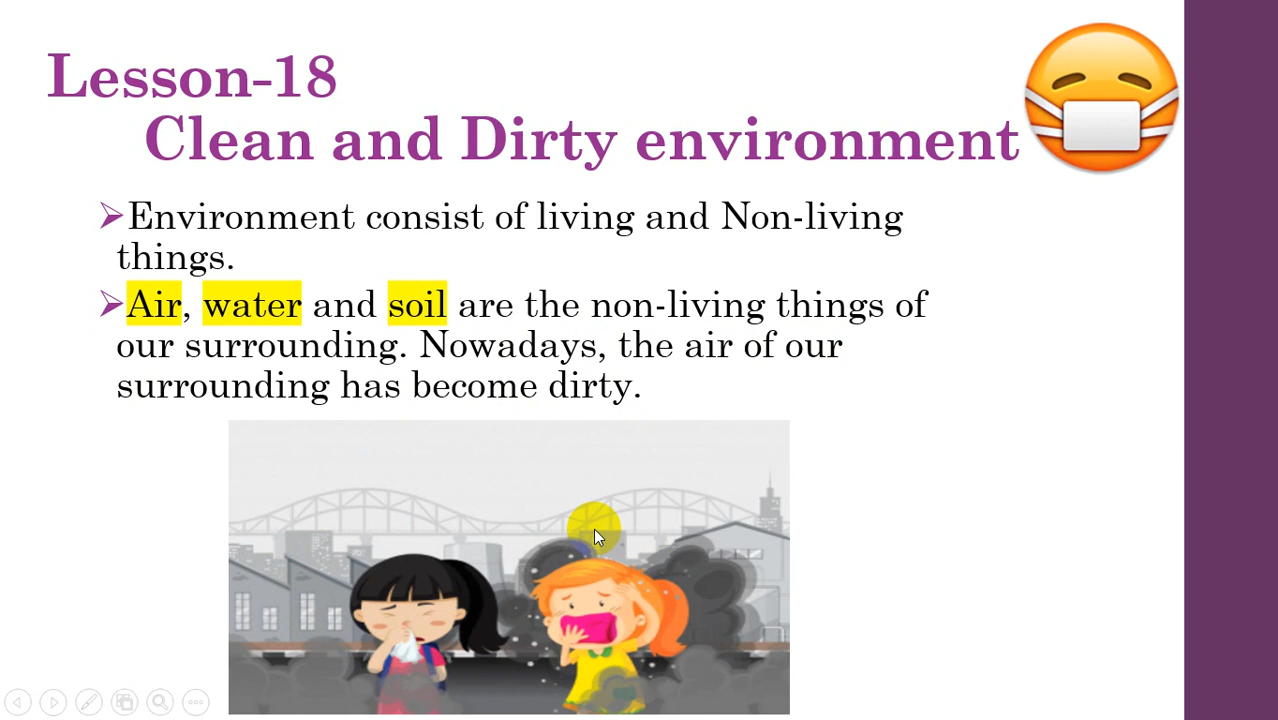 Lesson-18
Clean and Dirty environment
➢Environment consist of living and Non-living
things.
➢Air, water and soil are the non-living things of
our surrounding. Nowadays, the air of our
surrounding has become dirty.